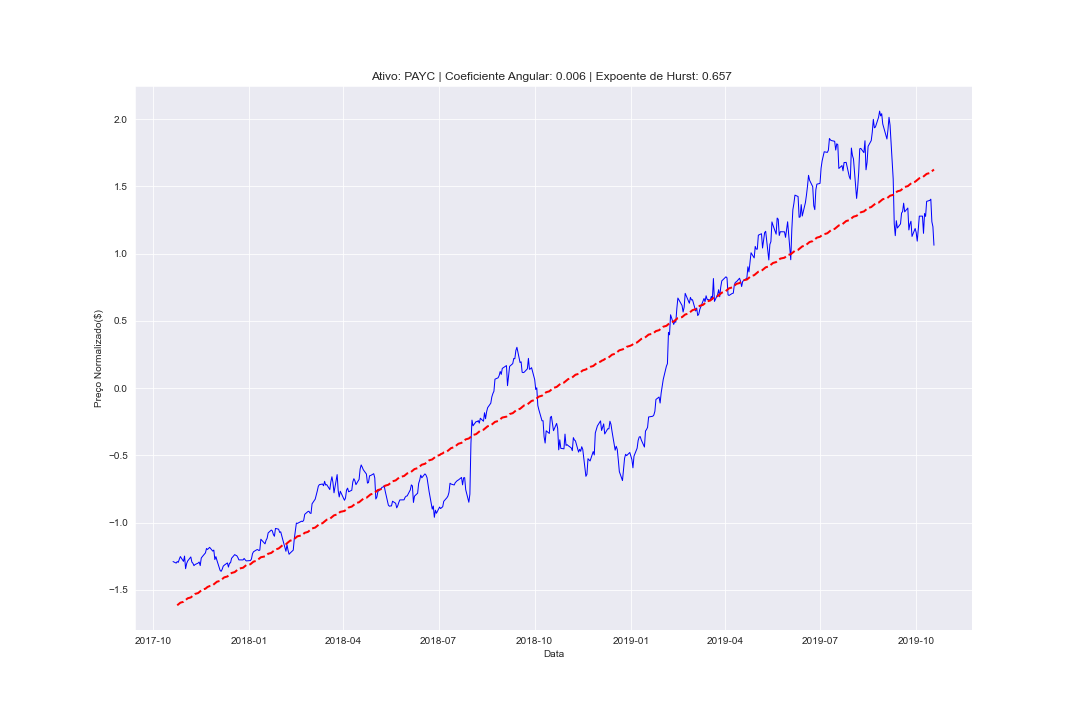 Ativo: PAYC | Coeficiente Angular: 0.006 | Expoente de Hurst: 0.657
2.0
1.5
1.0
0.5
0.0
−0.5
−1.0
−1.5
Preço Normalizado($)
2017-10 2018-01 2018-04 2018-07 2018-10 2019-01 2019-04 2019-07 2019-10
Data